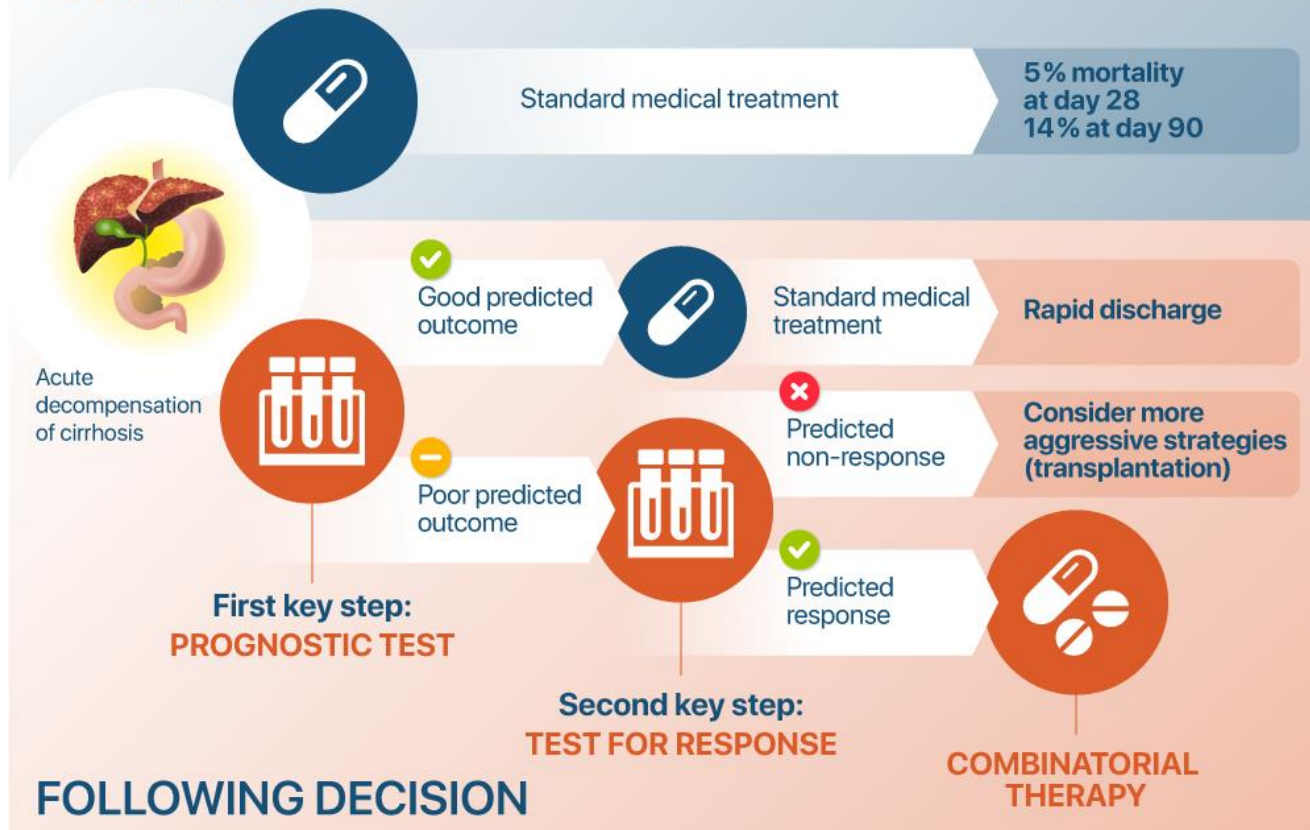 Standard medical treatment
5% mortality
at day 28
14% at day 90
Acute
decompensation
of cirrhosis
Good predicted
outcome
Standard medical
treatment
Rapid discharge
Poor predicted
outcome
Predicted
non-response
Consider more
aggressive strategies
(transplantation)
Predicted
response
First key step:
PROGNOSTIC TEST
Second key step:
TEST FOR RESPONSE
COMBINATORIAL
THERAPY
FOLLOWING DECISION